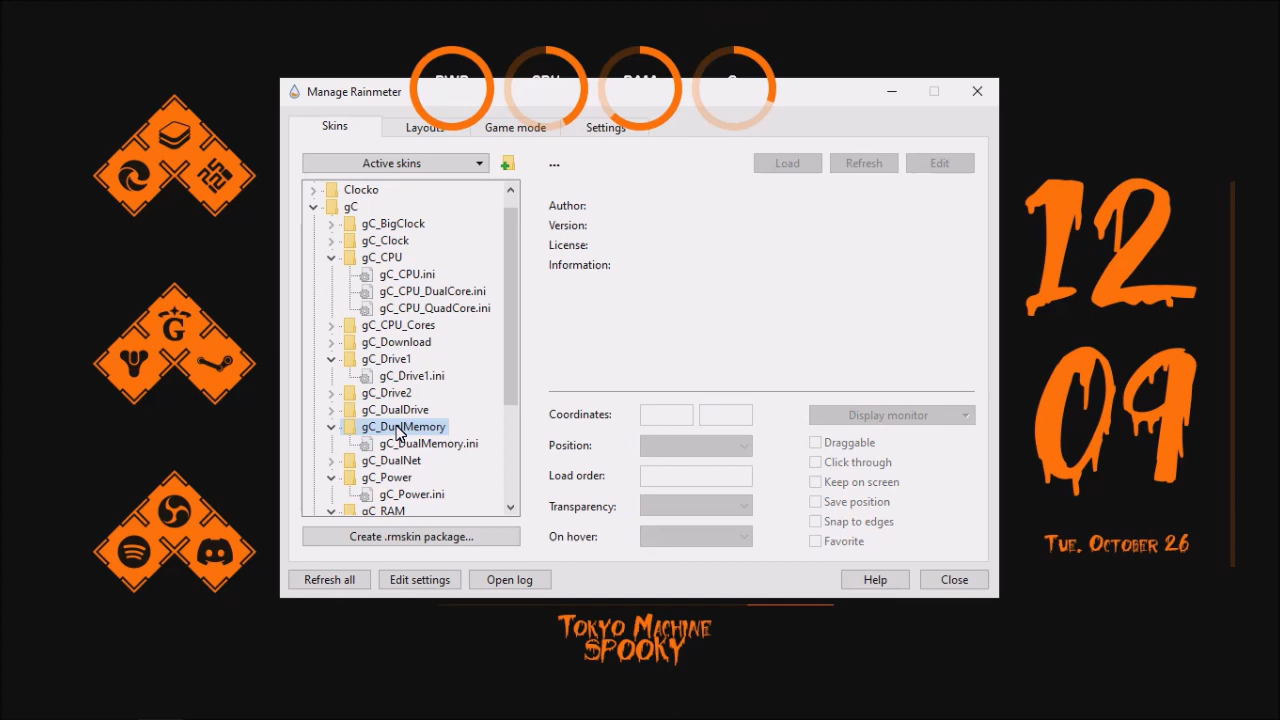 Manage Rainmeter
Skins
Layouts
Game mode
Settings
Active skins
...
Load
Refresh
Edit
Clocko
gC
gC_BigClock
gC_Clock
gC_CPU
gC_CPU.ini
gC_CPU_DualCore.ini
gC_CPU_QuadCore.ini
gC_CPU_Cores
gC_Download
gC_Drive1
gC_Drive1.ini
gC_Drive2
gC_DualDrive
gC_DualMemory
gC_DualMemory.ini
gC_DualNet
gC_Power
gC_Power.ini
gC_RAM
Author:
Version:
License:
Information:
Coordinates:
Position:
Load order:
Transparency:
On hover:
Display monitor
Draggable
Click through
Keep on screen
Save position
Snap to edges
Favorite
Create .rmskin package...
Refresh all
Edit settings
Open log
Help
Close
12
09
Tue, October 26
Tokyo Machine
SPOOKY